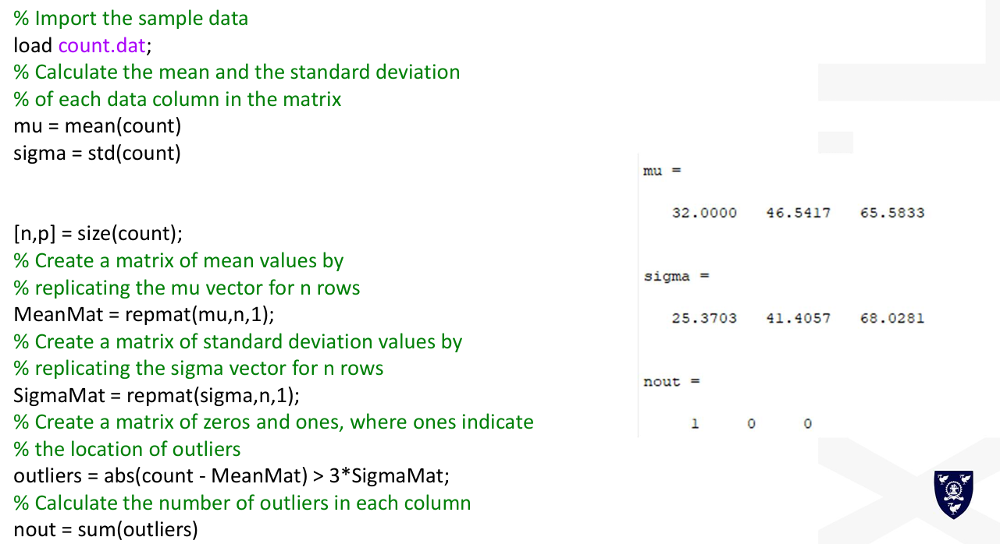 % Import the sample data
load count.dat;
% Calculate the mean and the standard deviation
% of each data column in the matrix
mu = mean(count)
sigma = std(count)
[n,p] = size(count);
% Create a matrix of mean values by
% replicating the mu vector for n rows
MeanMat = repmat(mu,n,1);
% Create a matrix of standard deviation values by
% replicating the sigma vector for n rows
SigmaMat = repmat(sigma,n,1);
% Create a matrix of zeros and ones, where ones indicate
% the location of outliers
outliers = abs(count - MeanMat) > 3*SigmaMat;
% Calculate the number of outliers in each column
nout = sum(outliers)
mu =
32.0000 46.5417 65.5833
sigma =
25.3703 41.4057 68.0281
nout =
1 0 0